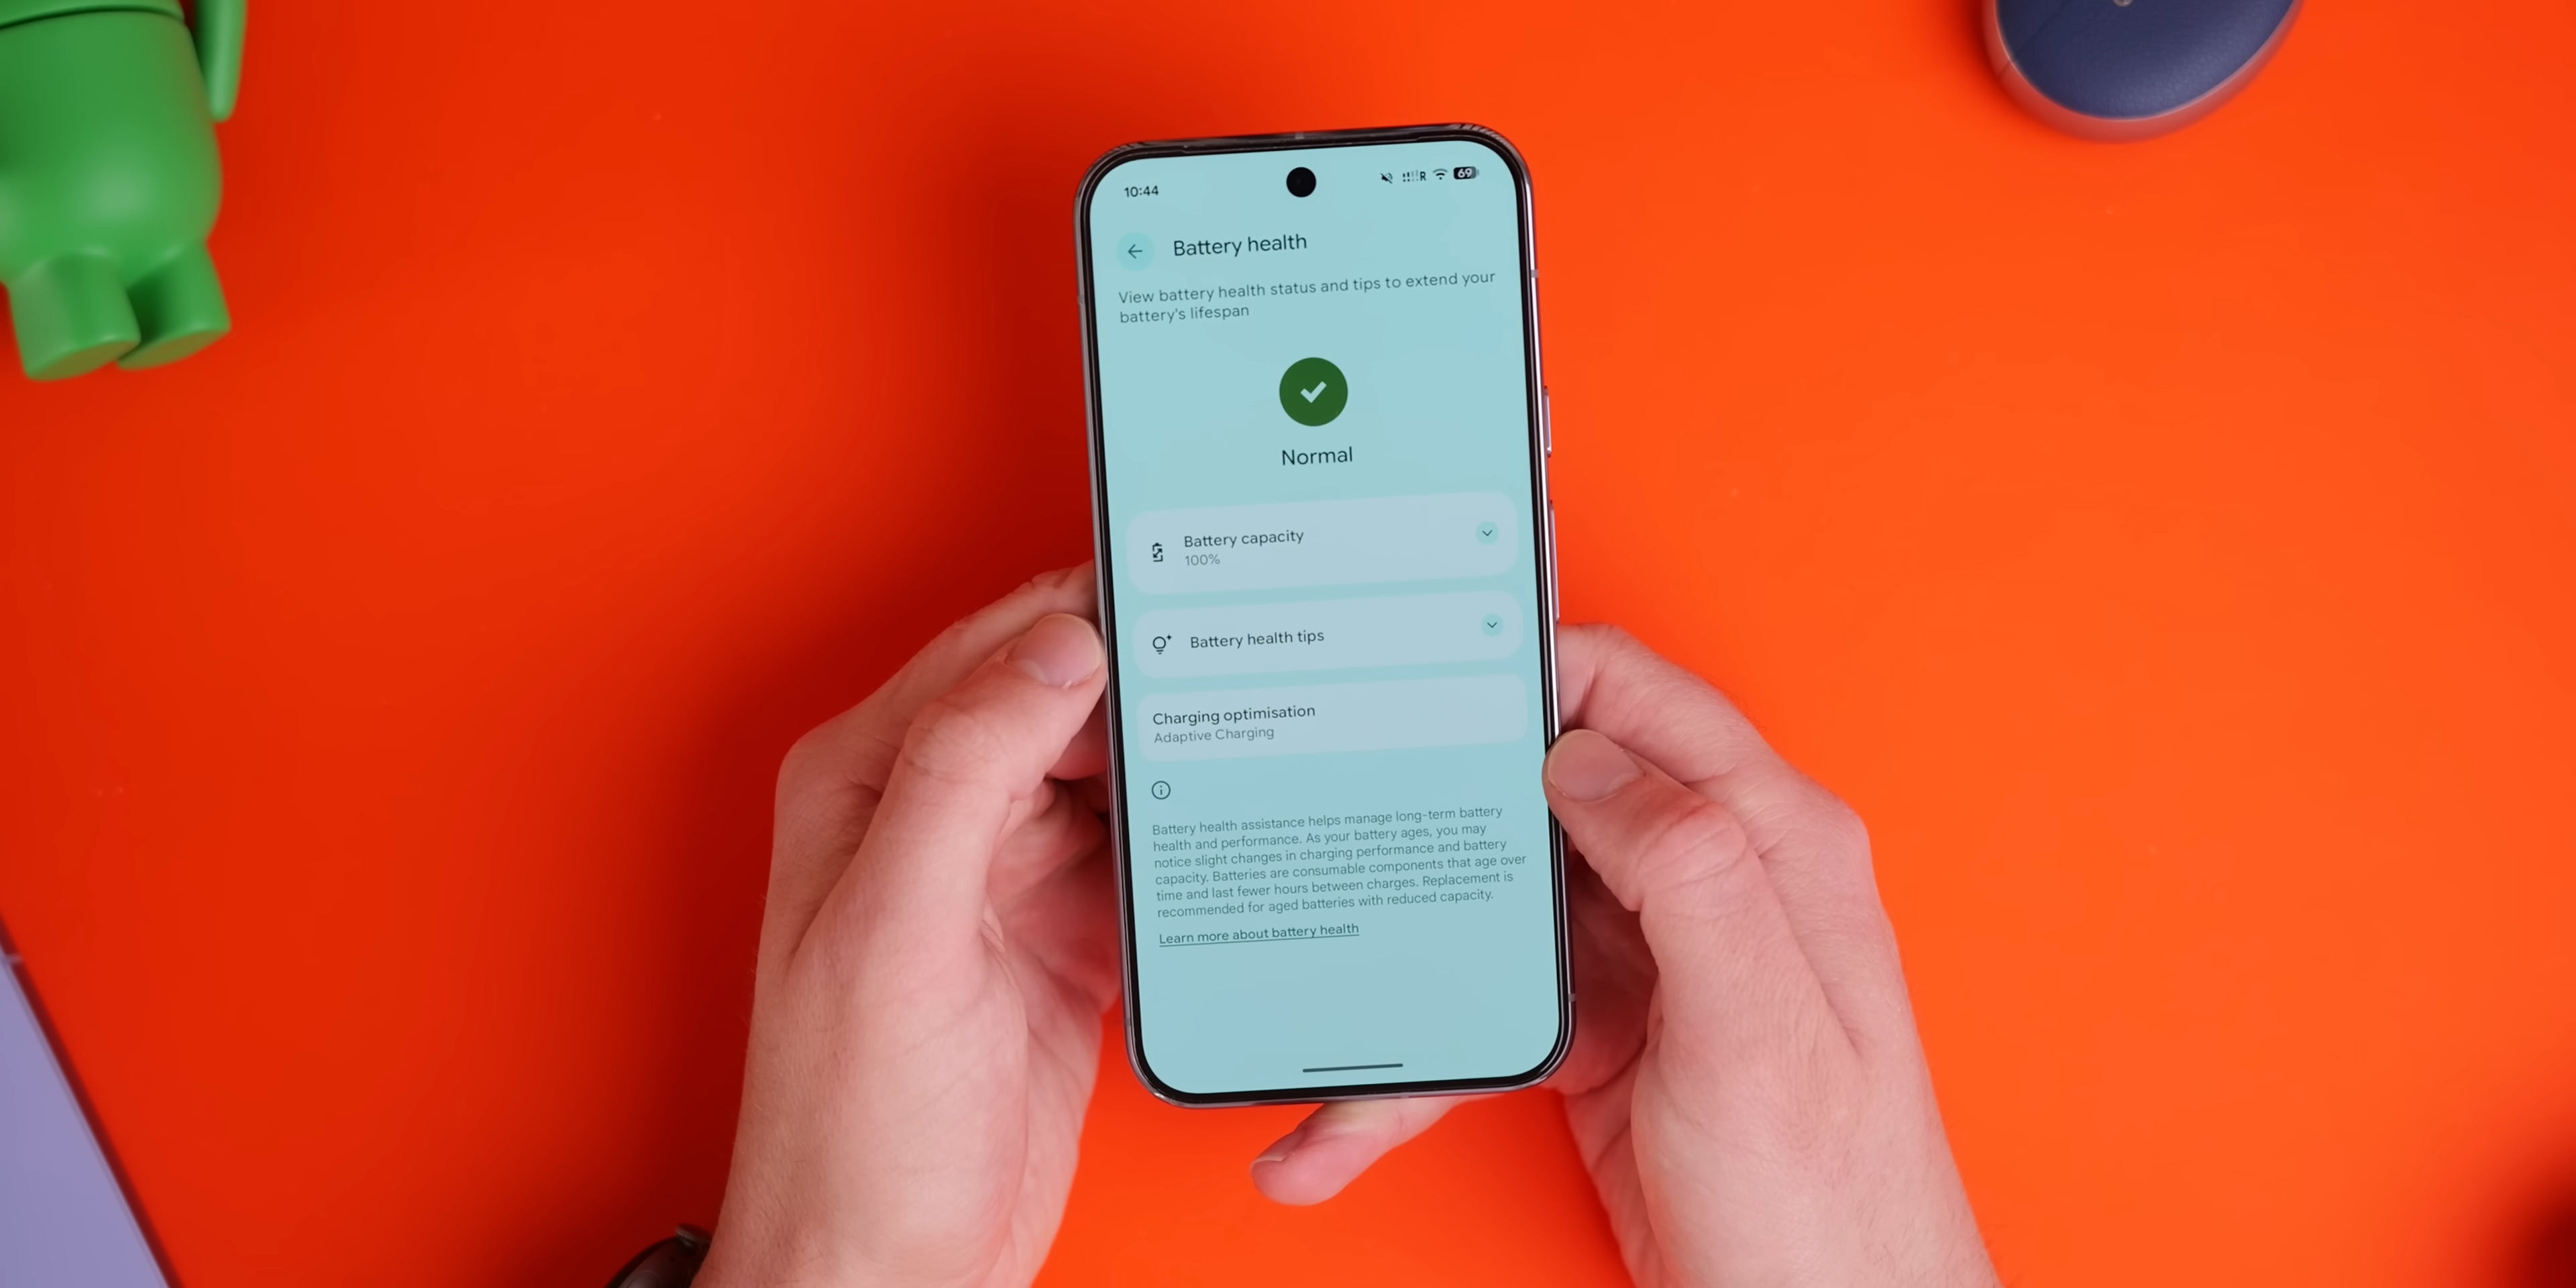 10:44
R
69
Battery health
View battery health status and tips to extend your
battery's lifespan
Normal
Battery capacity
100%
Battery health tips
Charging optimisation
Adaptive Charging
Battery health assistance helps manage long-term battery
health and performance. As your battery ages, you may
notice slight changes in charging performance and battery
capacity. Batteries are consumable components that age over
time and last fewer hours between charges. Replacement is
recommended for aged batteries with reduced capacity.
Learn more about battery health